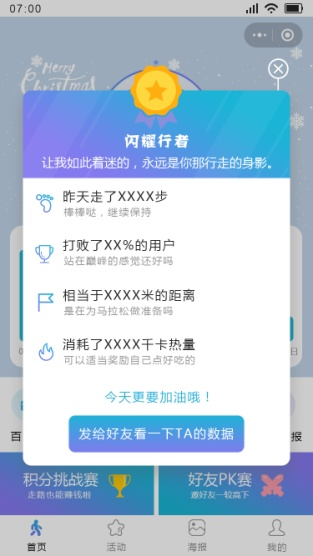 07:00
Merry
Christmas
闪耀行者
让我如此着迷的，永远是你那行走的身影。
昨天走了XXXX步
棒棒哒，继续保持
打败了XX%的用户
站在巅峰的感觉还好吗
相当于XXXX米的距离
是在为马拉松做准备吗
消耗了XXXX千卡热量
可以适当奖励自己点好吃的
日
今天更要加油哦！
发给好友看一下TA的数据
百
报
积分挑战赛
走路也能赚钱啦
好友PK赛
邀好友一较高下
首页
活动
海报
我的